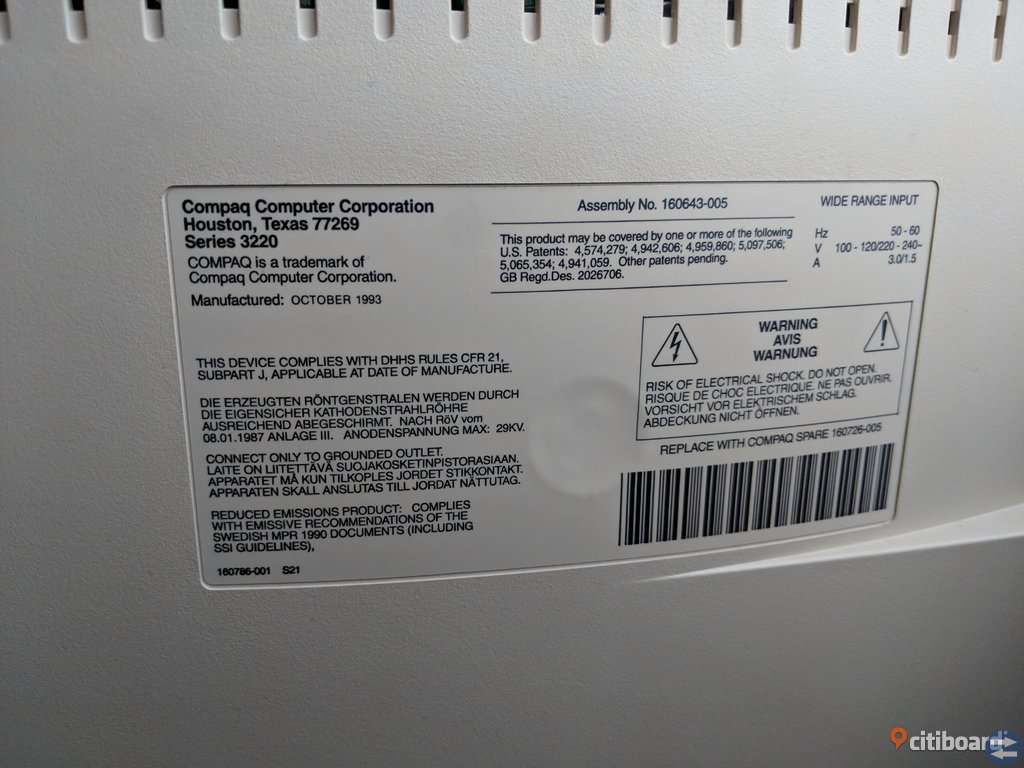 Compaq Computer Corporation
Houston, Texas 77269
Series 3220
COMPAQ is a trademark of
Compaq Computer Corporation.
Manufactured: OCTOBER 1993
Assembly No. 160643-005
This product may be covered by one or more of the following
U.S. Patents: 4,574,279; 4,942,606; 4,959,860; 5,097,506;
5,065,354; 4,941,059. Other patents pending.
GB Regd.Des. 2026706.
WIDE RANGE INPUT
Hz 50 - 60
V 100 - 120/220 - 240~
A 3.0/1.5
THIS DEVICE COMPLIES WITH DHHS RULES CFR 21,
SUBPART J, APPLICABLE AT DATE OF MANUFACTURE.
DIE ERZEUGTEN RÖNTGENSTRALEN WERDEN DURCH
DIE EIGENSICHER KATHODENSTRAHLRÖHRE
AUSREICHEND ABEGESCHIRMT. NACH RöV vom
08.01.1987 ANLAGE III. ANODENSPANNUNG MAX: 29KV.
CONNECT ONLY TO GROUNDED OUTLET.
LAITE ON LIITETTÄVÄ SUOJAKOSKETINPISTORASIAAN.
APPARATET MÅ KUN TILKOPLES JORDET STIKKONTAKT.
APPARATEN SKALL ANSLUTAS TILL JORDAT NÄTTUTAG.
REDUCED EMISSIONS PRODUCT: COMPLIES
WITH EMISSIVE RECOMMENDATIONS OF THE
SWEDISH MPR 1990 DOCUMENTS (INCLUDING
SSI GUIDELINES),
160786-001 S21
WARNING
AVIS
WARNUNG
RISK OF ELECTRICAL SHOCK. DO NOT OPEN.
RISQUE DE CHOC ELECTRIQUE. NE PAS OUVRIR.
VORSICHT VOR ELEKTRISCHEM SCHLAG.
ABDECKUNG NICHT ÖFFNEN.
REPLACE WITH COMPAQ SPARE 160726-005
citiboard